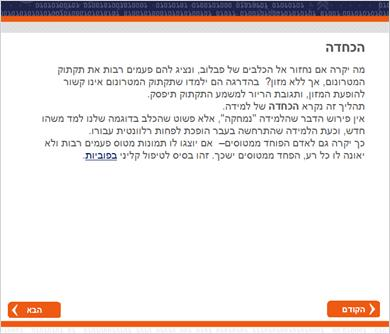 הכחדה
מה יקרה אם נחזור אל הכלבים של פבלוב, ונציג להם פעמים רבות את תקתוק
המטרונום, אך ללא מזון? בהדרגה הם ילמדו שתקתוק המטרונום אינו קשור
להופעת המזון, ותגובת הריור למשמע התקתוק תיפסק.
תהליך זה נקרא הכחדה של למידה.
אין פירוש הדבר שהלמידה "נמחקה", אלא פשוט שהכלב בדוגמה שלנו למד משהו
חדש, וכעת הלמידה שהתרחשה בעבר הופכת לפחות רלוונטית עבורו.
כך יקרה גם לאדם הפוחד ממטוסים– אם יוצגו לו תמונות מטוס פעמים רבות ולא
יאונה לו כל רע, הפחד ממטוסים ישכך. זהו בסיס לטיפול קליני בפוביות.
הקודם
הבא